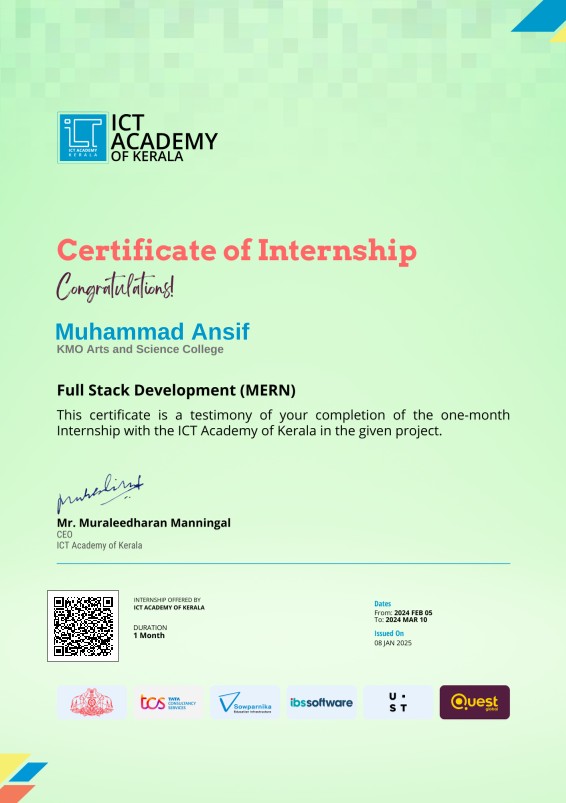 ICT
ACADEMY
OF KERALA
ICT ACADEMY
KERALA
Certificate of Internship
Congratulations!
Muhammad Ansif
KMO Arts and Science College
Full Stack Development (MERN)
This certificate is a testimony of your completion of the one-month
Internship with the ICT Academy of Kerala in the given project.
Mr. Muraleedharan Manningal
CEO
ICT Academy of Kerala
INTERNSHIP OFFERED BY
ICT ACADEMY OF KERALA
DURATION
1 Month
Dates
From: 2024 FEB 05
To: 2024 MAR 10
Issued On
08 JAN 2025
tcs TATA
CONSULTANCY
SERVICES
Sowparnika
Education Infrastructure
ibssoftware
U ·
S T
Quest
global